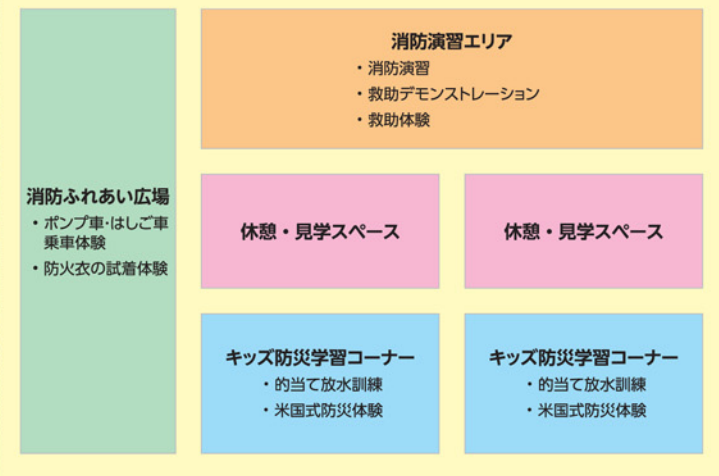 消防ふれあい広場
・ポンプ車・はしご車
乗車体験
・防火衣の試着体験
消防演習エリア
・消防演習
・救助デモンストレーション
・救助体験
休憩・見学スペース
休憩・見学スペース
キッズ防災学習コーナー
・的当て放水訓練
・米国式防災体験
キッズ防災学習コーナー
・的当て放水訓練
・米国式防災体験